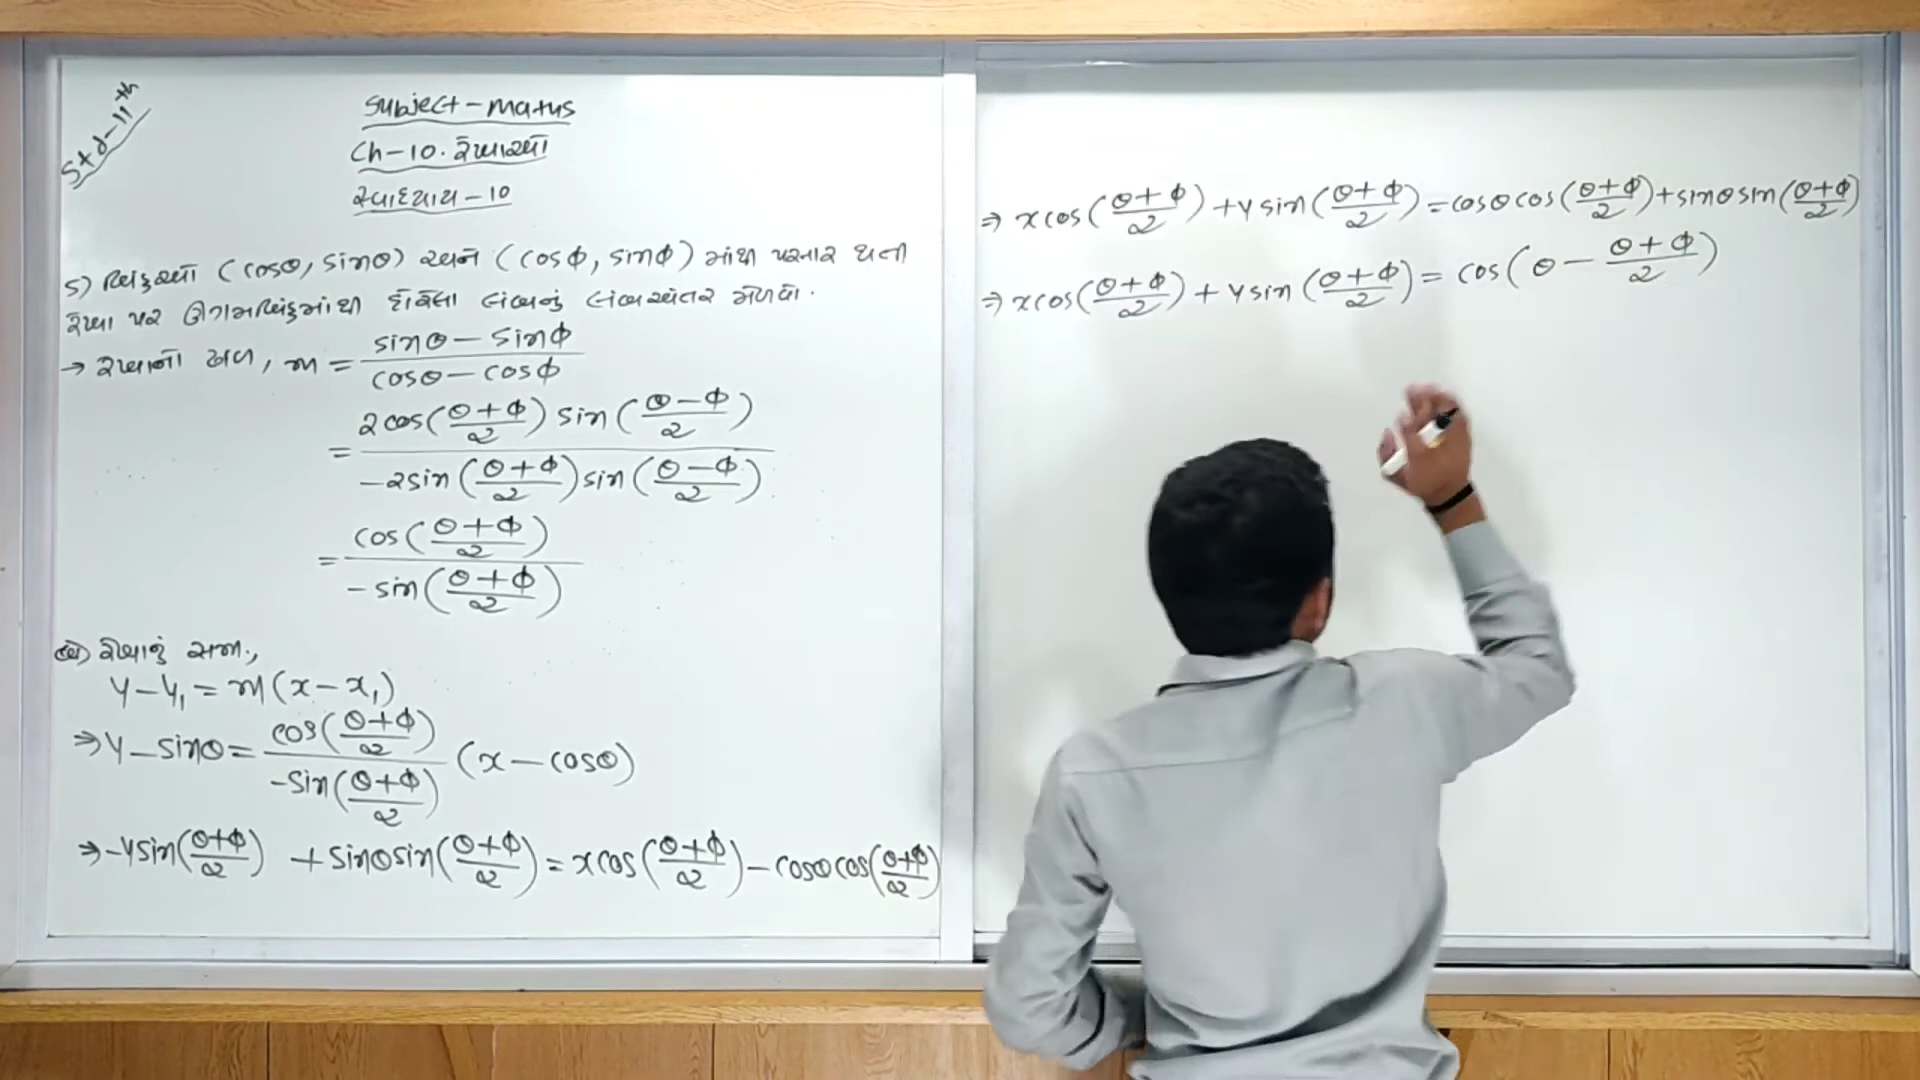 Std-11th
Subject-Maths
Ch-10. રેખાઓ
સ્વાધ્યાય-10
5) બિંદુઓ (cosθ, sinθ) અને (cosϕ, sinϕ) માંથી પસાર થતી
રેખા પર ઊગમબિંદુમાંથી દોરેલા લંબનું લંબઅંતર મેળવો.
→ રેખાનો ઢાળ, m = (sinθ - sinϕ)/(cosθ - cosϕ)
= (2cos((θ+ϕ)/2) sin((θ-ϕ)/2))/(-2sin((θ+ϕ)/2) sin((θ-ϕ)/2))
= cos((θ+ϕ)/2)/(-sin((θ+ϕ)/2))
રેખાનું સમી.,
y - y₁ = m(x - x₁)
⇒ y - sinθ = cos((θ+ϕ)/2)/(-sin((θ+ϕ)/2)) (x - cosθ)
⇒ -y sin((θ+ϕ)/2) + sinθ sin((θ+ϕ)/2) = x cos((θ+ϕ)/2) - cosθ cos((θ+ϕ)/2)
⇒ x cos((θ+ϕ)/2) + y sin((θ+ϕ)/2) = cosθ cos((θ+ϕ)/2) + sinθ sin((θ+ϕ)/2)
⇒ x cos((θ+ϕ)/2) + y sin((θ+ϕ)/2) = cos(θ - (θ+ϕ)/2)